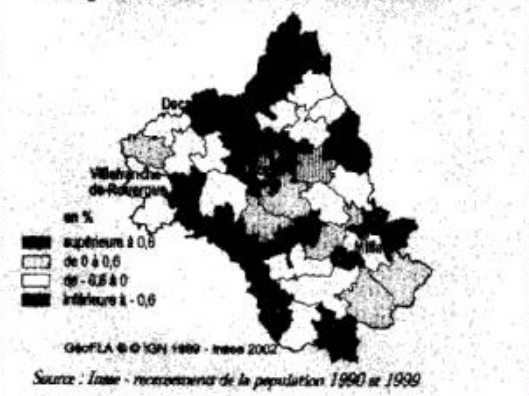 Villefranche
de-Rouergue
en %
supérieure à 0,6
de 0 à 0,6
de - 0,6 à 0
inférieure à - 0,6
GéoFLA © IGN 1989 - Insee 2002
Source : Insee - recensements de la population 1990 et 1999